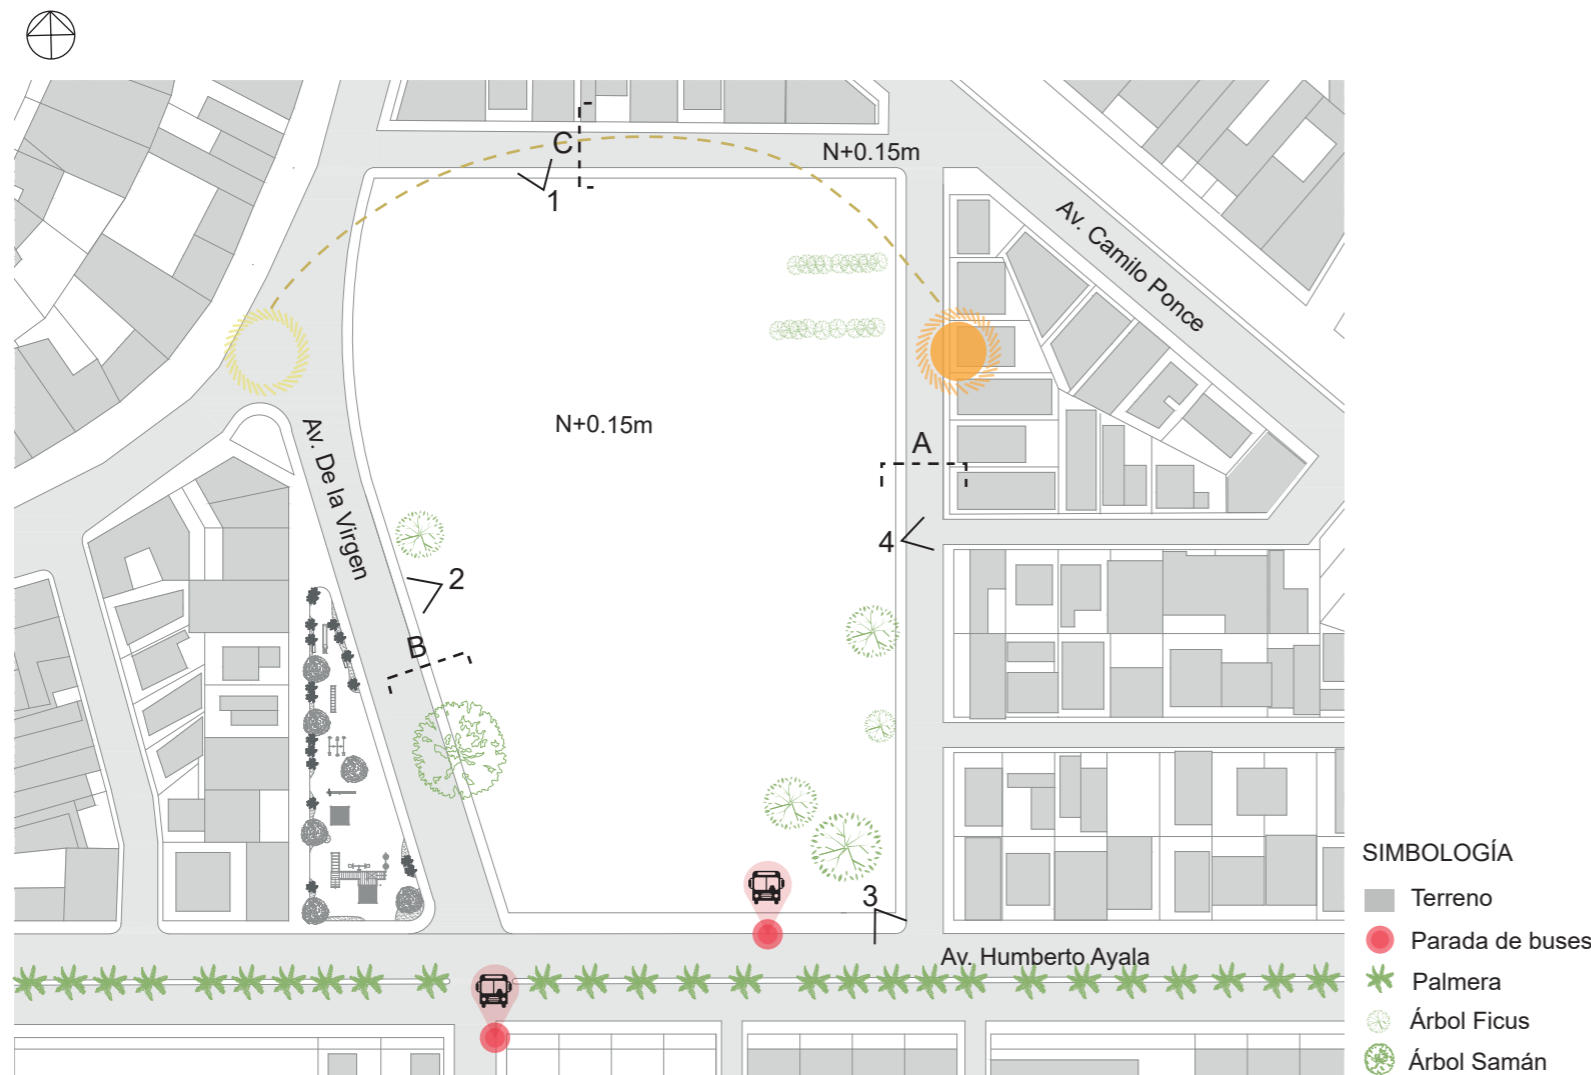 C
N+0.15m
1
Av. Camilo Ponce
N+0.15m
Av. De la Virgen
A
4
2
B
3
Av. Humberto Ayala
SIMBOLOGÍA
Terreno
Parada de buses
Palmera
Árbol Ficus
Árbol Samán